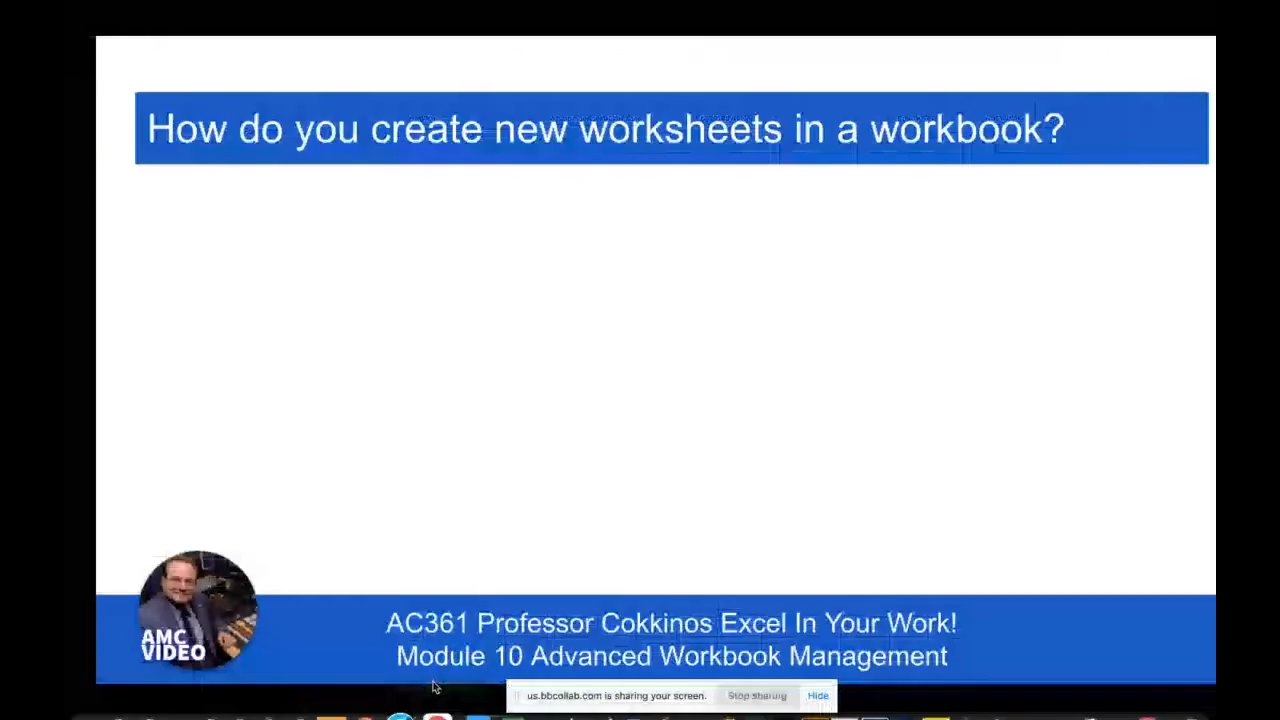 How do you create new worksheets in a workbook?
AMC
VIDEO
AC361 Professor Cokkinos Excel In Your Work!
Module 10 Advanced Workbook Management
us.bbcollab.com is sharing your screen. Stop sharing Hide